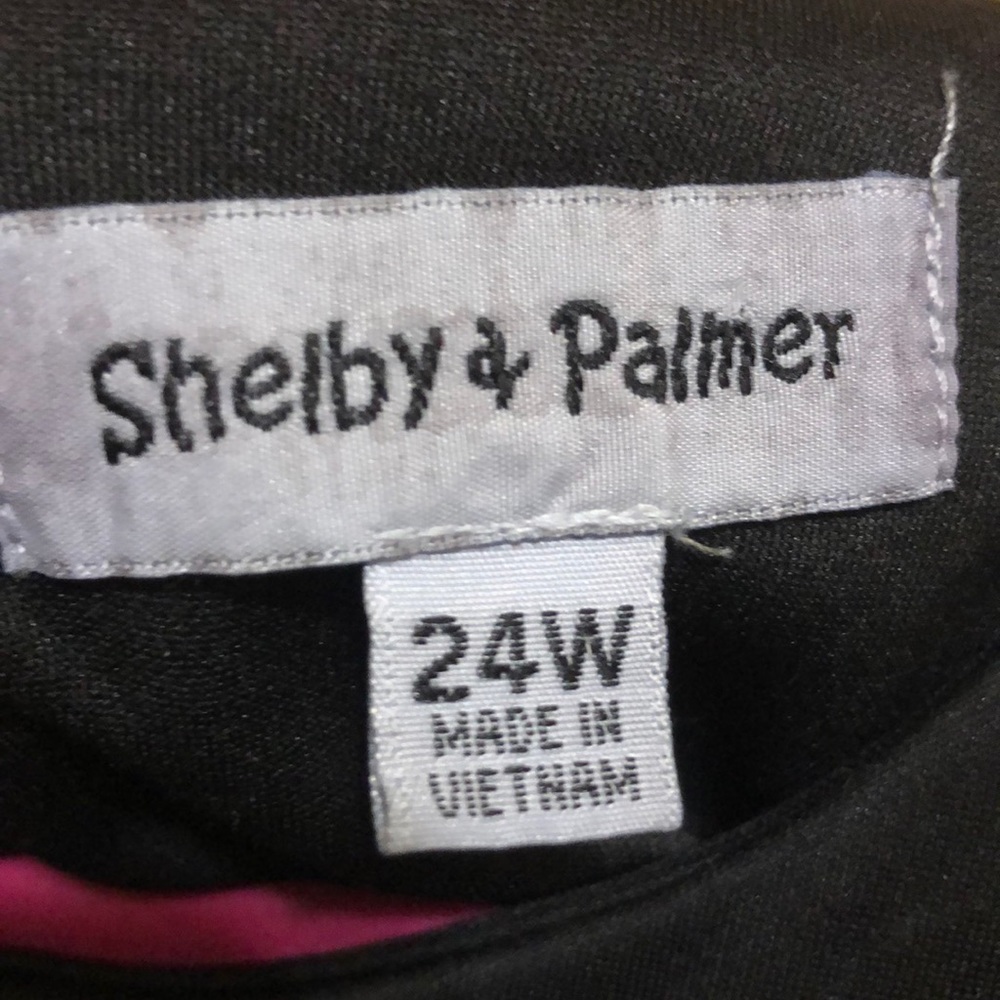 Shelby & Palmer
24W
MADE IN
VIETNAM